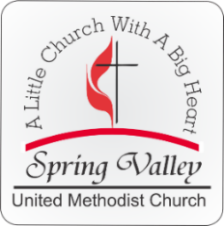 A Little Church With A Big Heart
Spring Valley
United Methodist Church